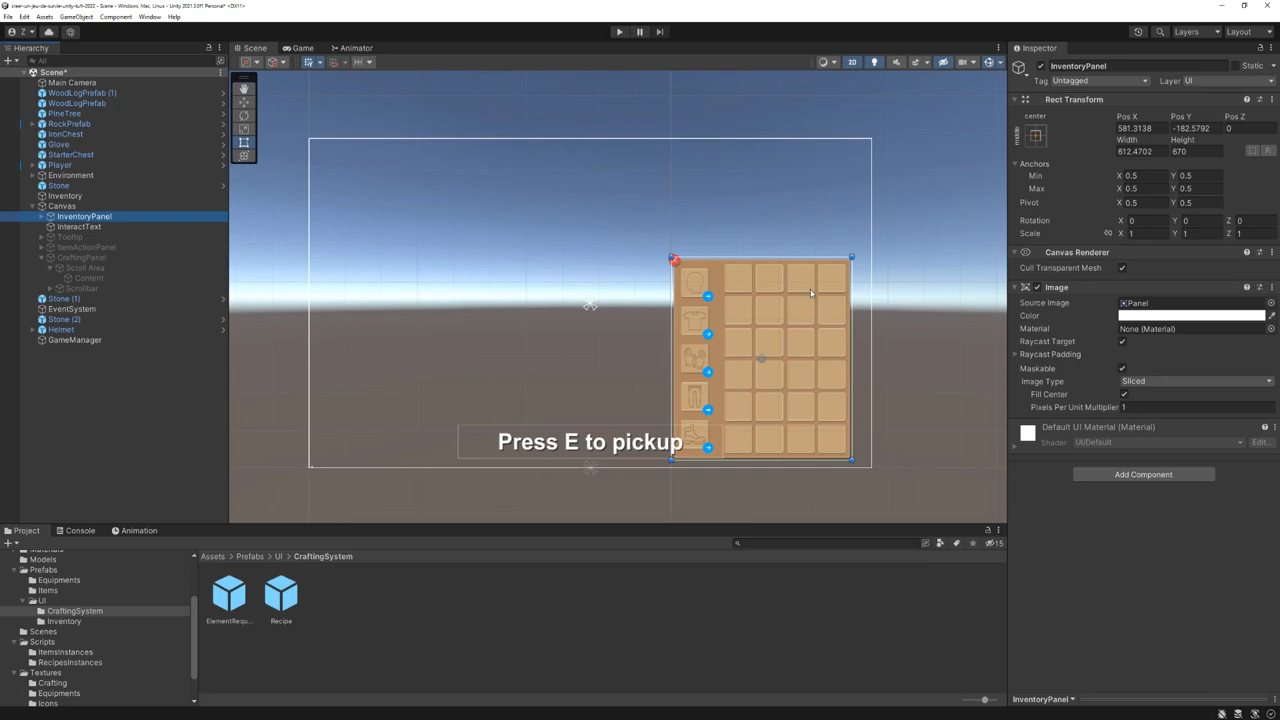 creer-un-jeu-de-survie-unity-tufr-2022 - Scene - Windows, Mac, Linux - Unity 2021.3.0f1 Personal* <DX11>
File Edit Assets GameObject Component Window Help
Z Layers Layout
Hierarchy Scene Game Animator Inspector
All
Scene*
Main Camera
WoodLogPrefab (1)
WoodLogPrefab
PineTree
RockPrefab
IronChest
Glove
StarterChest
Player
Environment
Stone
Inventory
Canvas
InventoryPanel
InteractText
Tooltip
ItemActionPanel
CraftingPanel
Scroll Area
Content
Scrollbar
Stone (1)
EventSystem
Stone (2)
Helmet
GameManager
2D
Press E to pickup
InventoryPanel Static
Tag Untagged Layer UI
Rect Transform
center Pos X Pos Y Pos Z
middle 581.3138 -182.5792 0
Width Height
612.4702 670 R
Anchors
Min X 0.5 Y 0.5
Max X 0.5 Y 0.5
Pivot X 0.5 Y 0.5
Rotation X 0 Y 0 Z 0
Scale X 1 Y 1 Z 1
Canvas Renderer
Cull Transparent Mesh
Image
Source Image Panel
Color
Material None (Material)
Raycast Target
Raycast Padding
Maskable
Image Type Sliced
Fill Center
Pixels Per Unit Multiplier 1
Default UI Material (Material)
Shader UI/Default Edit...
Add Component
InventoryPanel
Project Console Animation
15
Assets > Prefabs > UI > CraftingSystem
Models
Prefabs
Equipments
Items
UI
CraftingSystem
Inventory
Scenes
Scripts
ItemsInstances
RecipesInstances
Textures
Crafting
Equipments
Icons
ElementRequ... Recipe